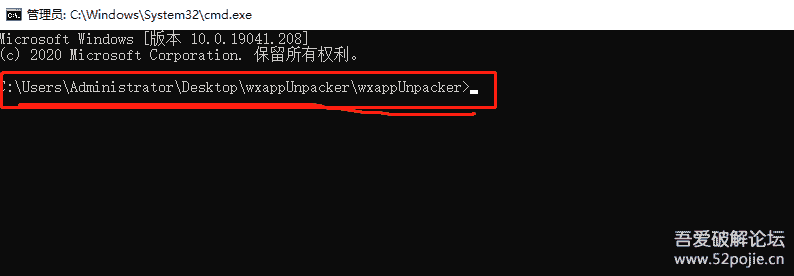 管理员: C:\Windows\System32\cmd.exe
Microsoft Windows [版本 10.0.19041.208]
(c) 2020 Microsoft Corporation. 保留所有权利。
C:\Users\Administrator\Desktop\wxappUnpacker\wxappUnpacker>
吾爱破解论坛
www.52pojie.cn